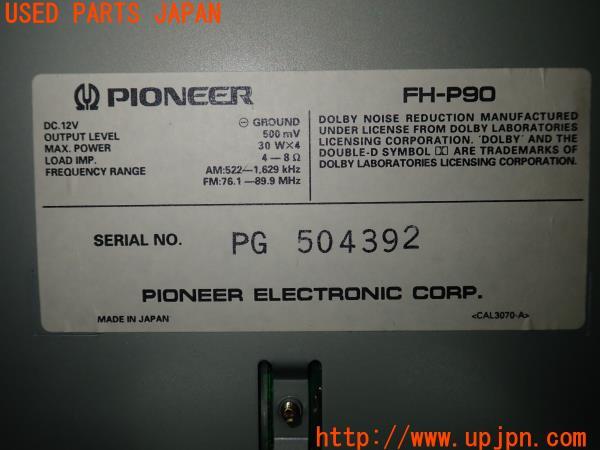 USED PARTS JAPAN
PIONEER FH-P90
DC.12V ⊖ GROUND
OUTPUT LEVEL 500 mV
MAX. POWER 30 W×4
LOAD IMP. 4 — 8 Ω
FREQUENCY RANGE AM:522—1,629 kHz
FM:76.1 —89.9 MHz
DOLBY NOISE REDUCTION MANUFACTURED
UNDER LICENSE FROM DOLBY LABORATORIES
LICENSING CORPORATION. 'DOLBY' AND THE
DOUBLE-D SYMBOL ARE TRADEMARKS OF
DOLBY LABORATORIES LICENSING CORPORATION.
SERIAL NO. PG 504392
PIONEER ELECTRONIC CORP.
MADE IN JAPAN <CAL3070-A>
http://www.upjpn.com/